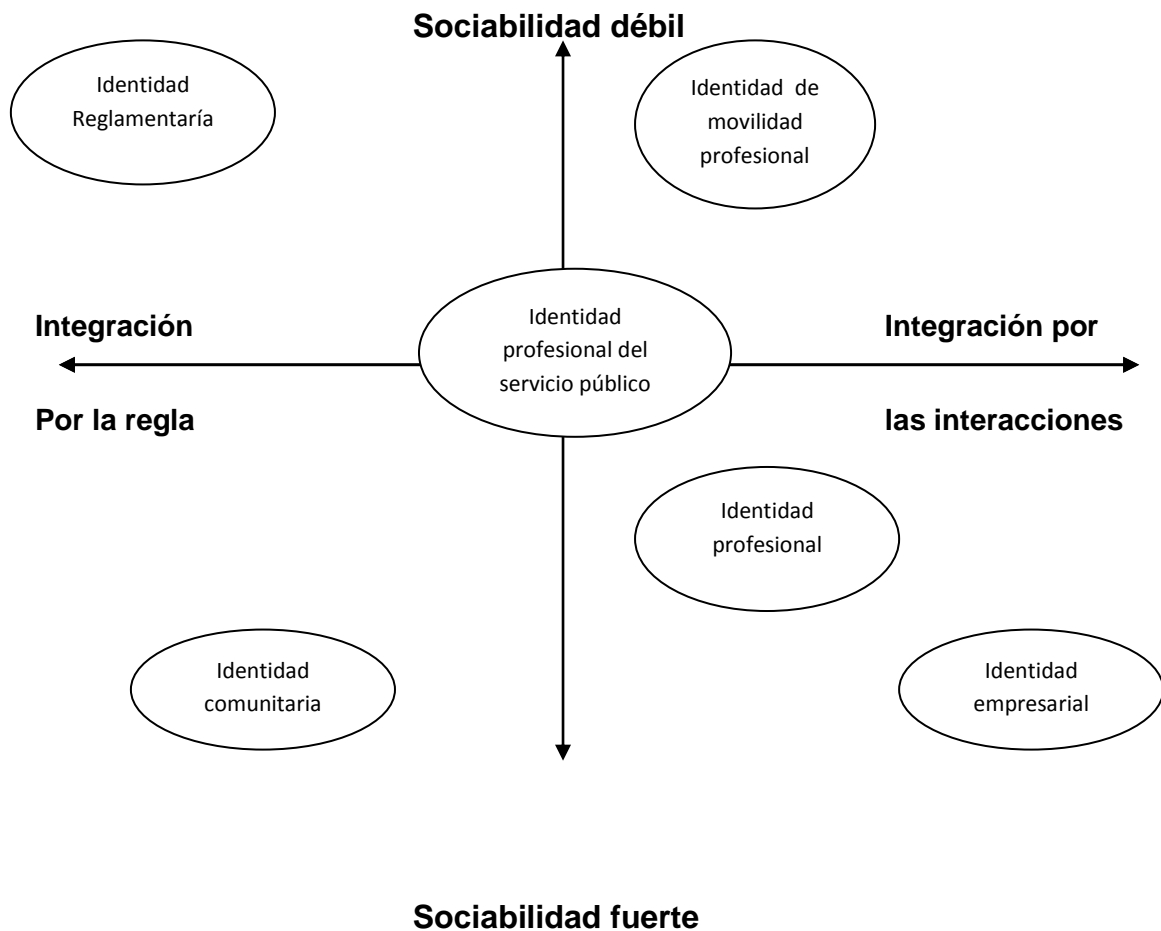 Sociabilidad débil
Identidad
Reglamentaría
Identidad de
movilidad
profesional
Integración
Por la regla
Identidad
profesional del
servicio público
Integración por
las interacciones
Identidad
profesional
Identidad
comunitaria
Identidad
empresarial
Sociabilidad fuerte